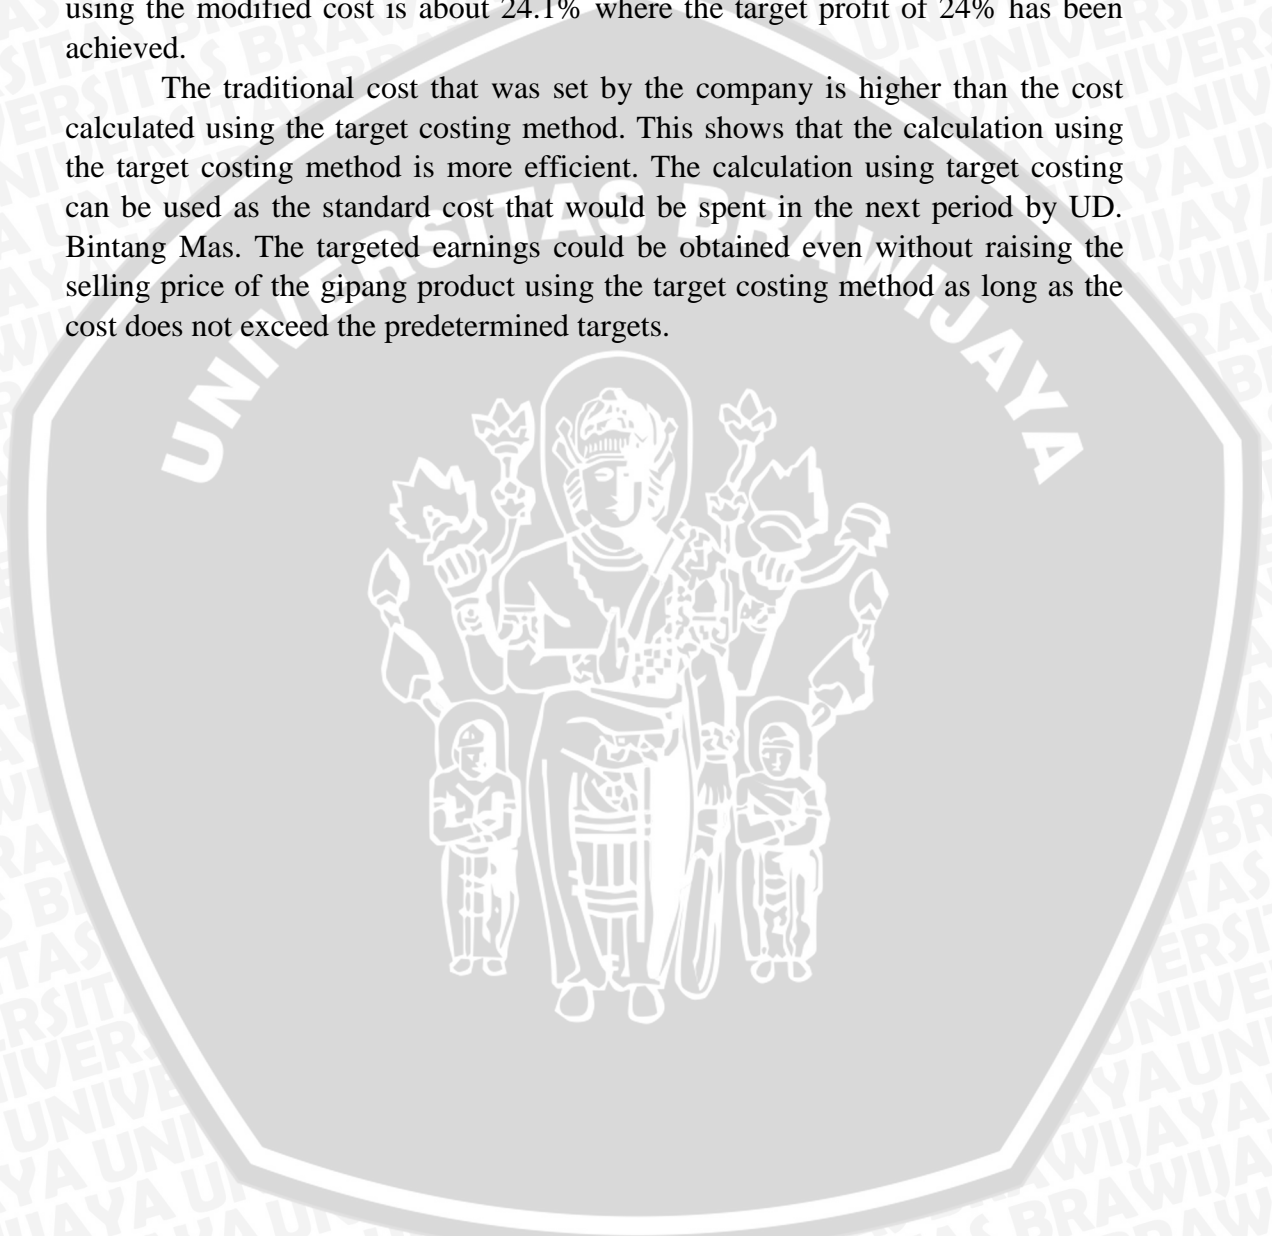 using the modified cost is about 24.1% where the target profit of 24% has been
achieved.
The traditional cost that was set by the company is higher than the cost
calculated using the target costing method. This shows that the calculation using
the target costing method is more efficient. The calculation using target costing
can be used as the standard cost that would be spent in the next period by UD.
Bintang Mas. The targeted earnings could be obtained even without raising the
selling price of the gipang product using the target costing method as long as the
cost does not exceed the predetermined targets.
UNIVERSITAS BRAWIJAYA